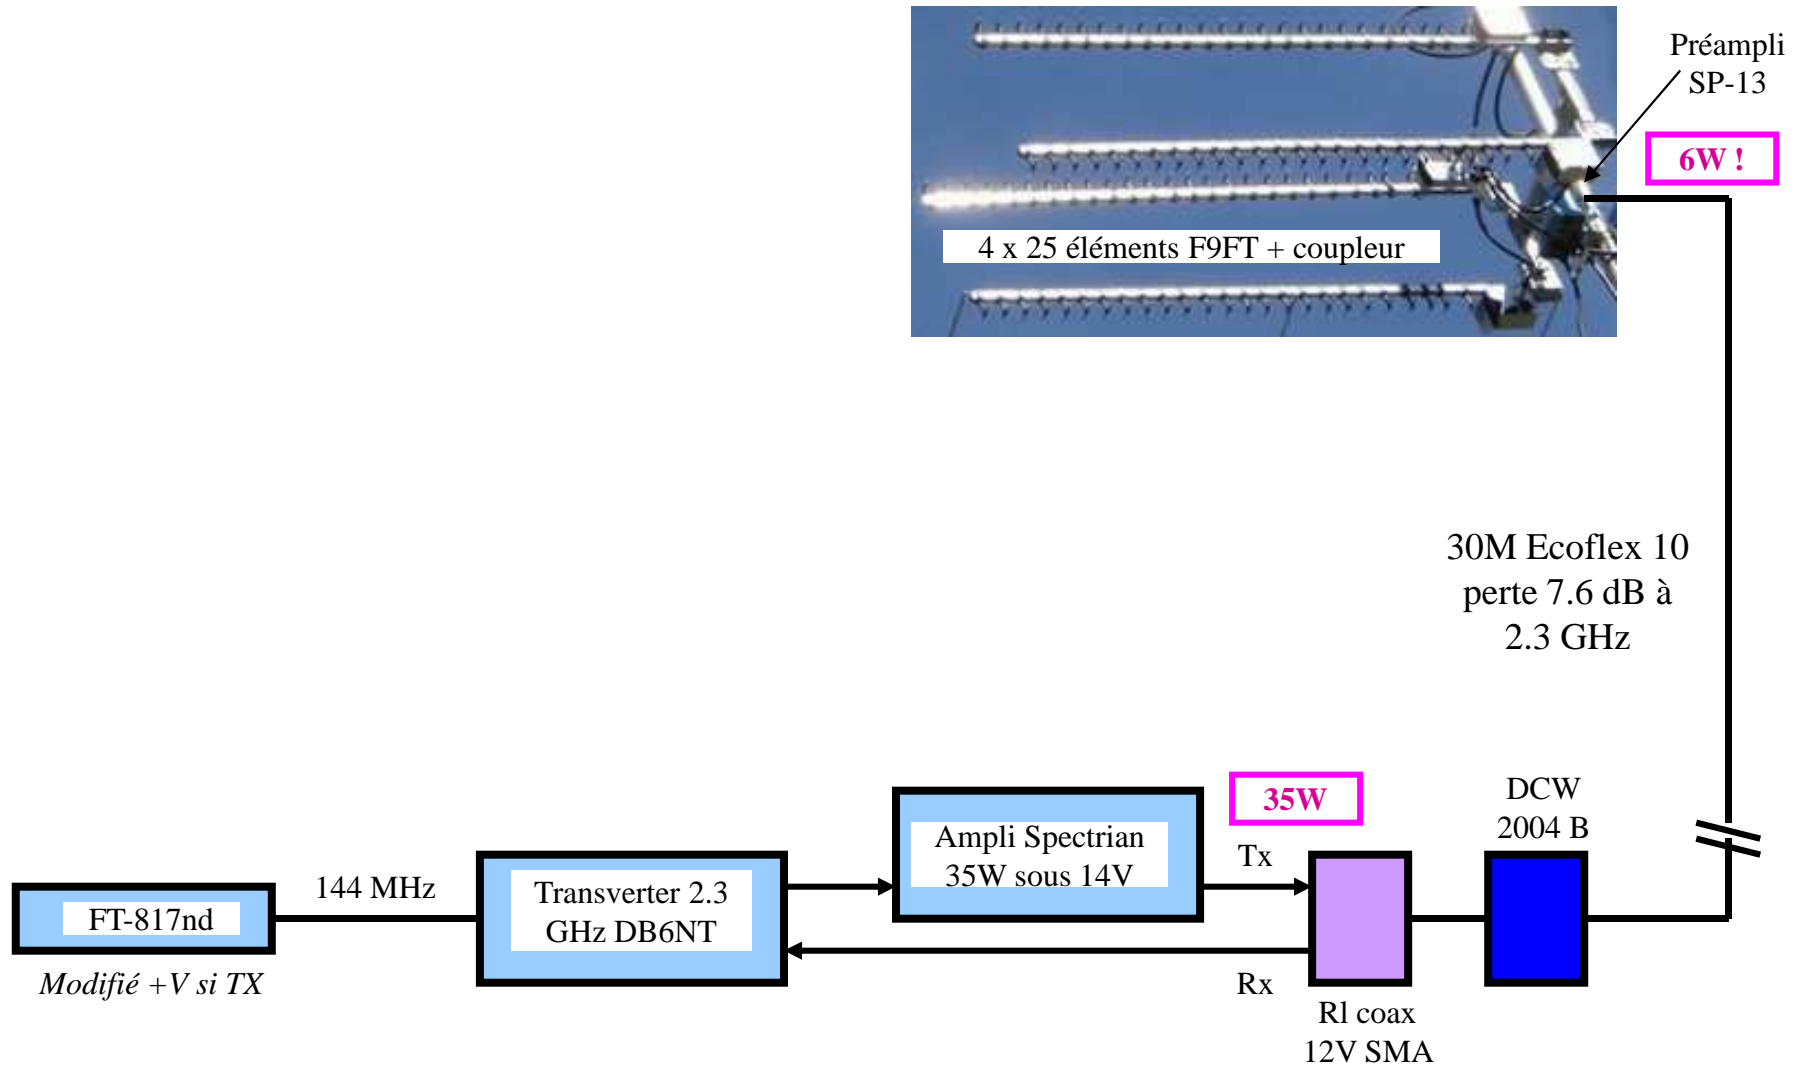 Préampli
SP-13
6W !
4 x 25 éléments F9FT + coupleur
30M Ecoflex 10
perte 7.6 dB à
2.3 GHz
35W
DCW
2004 B
Ampli Spectrian
35W sous 14V
Tx
144 MHz
Transverter 2.3
GHz DB6NT
FT-817nd
Modifié +V si TX
Rx
Rl coax
12V SMA